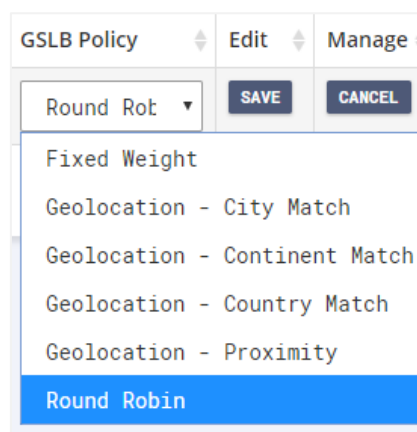 GSLB Policy Edit Manage
Round Rob SAVE CANCEL
Fixed Weight
Geolocation - City Match
Geolocation - Continent Match
Geolocation - Country Match
Geolocation - Proximity
Round Robin